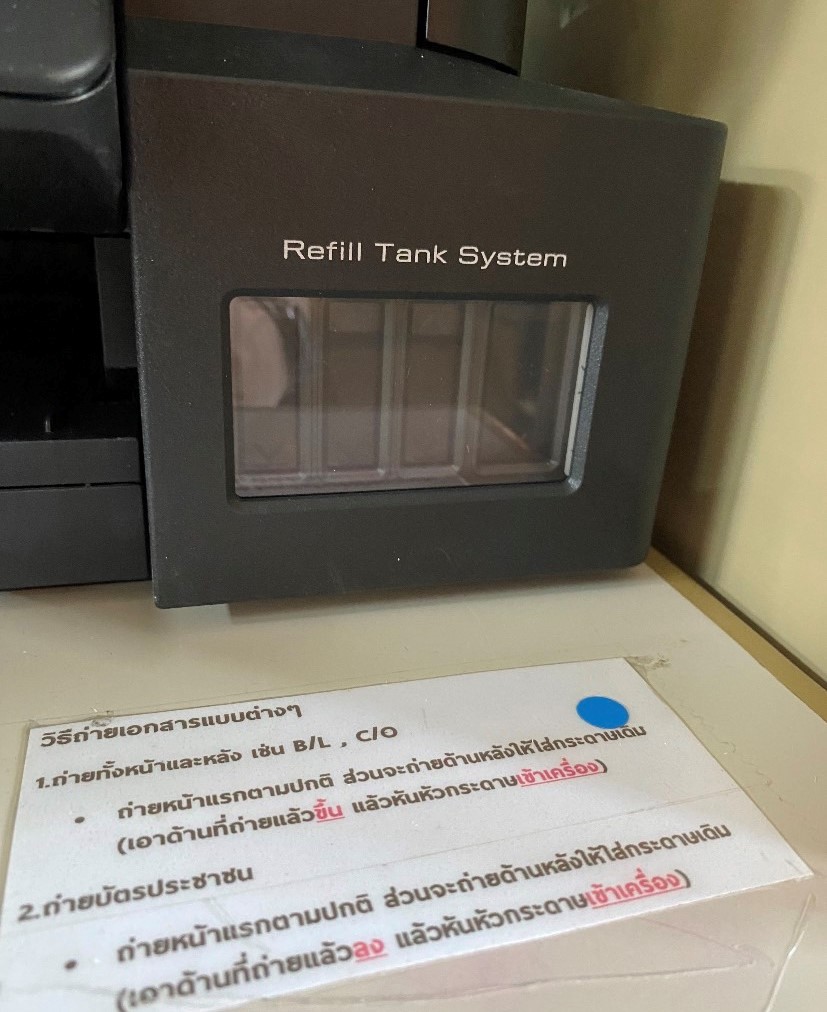 Refill Tank System
วิธีถ่ายเอกสารแบบต่างๆ
1.ถ่ายทั้งหน้าและหลัง เช่น B/L , C/O
• ถ่ายหน้าแรกตามปกติ ส่วนจะถ่ายด้านหลังให้ใส่กระดาษเดิม
(เอาด้านที่ถ่ายแล้วขึ้น แล้วหันหัวกระดาษเข้าเครื่อง)
2.ถ่ายบัตรประชาชน
• ถ่ายหน้าแรกตามปกติ ส่วนจะถ่ายด้านหลังให้ใส่กระดาษเดิม
(เอาด้านที่ถ่ายแล้วลง แล้วหันหัวกระดาษเข้าเครื่อง)